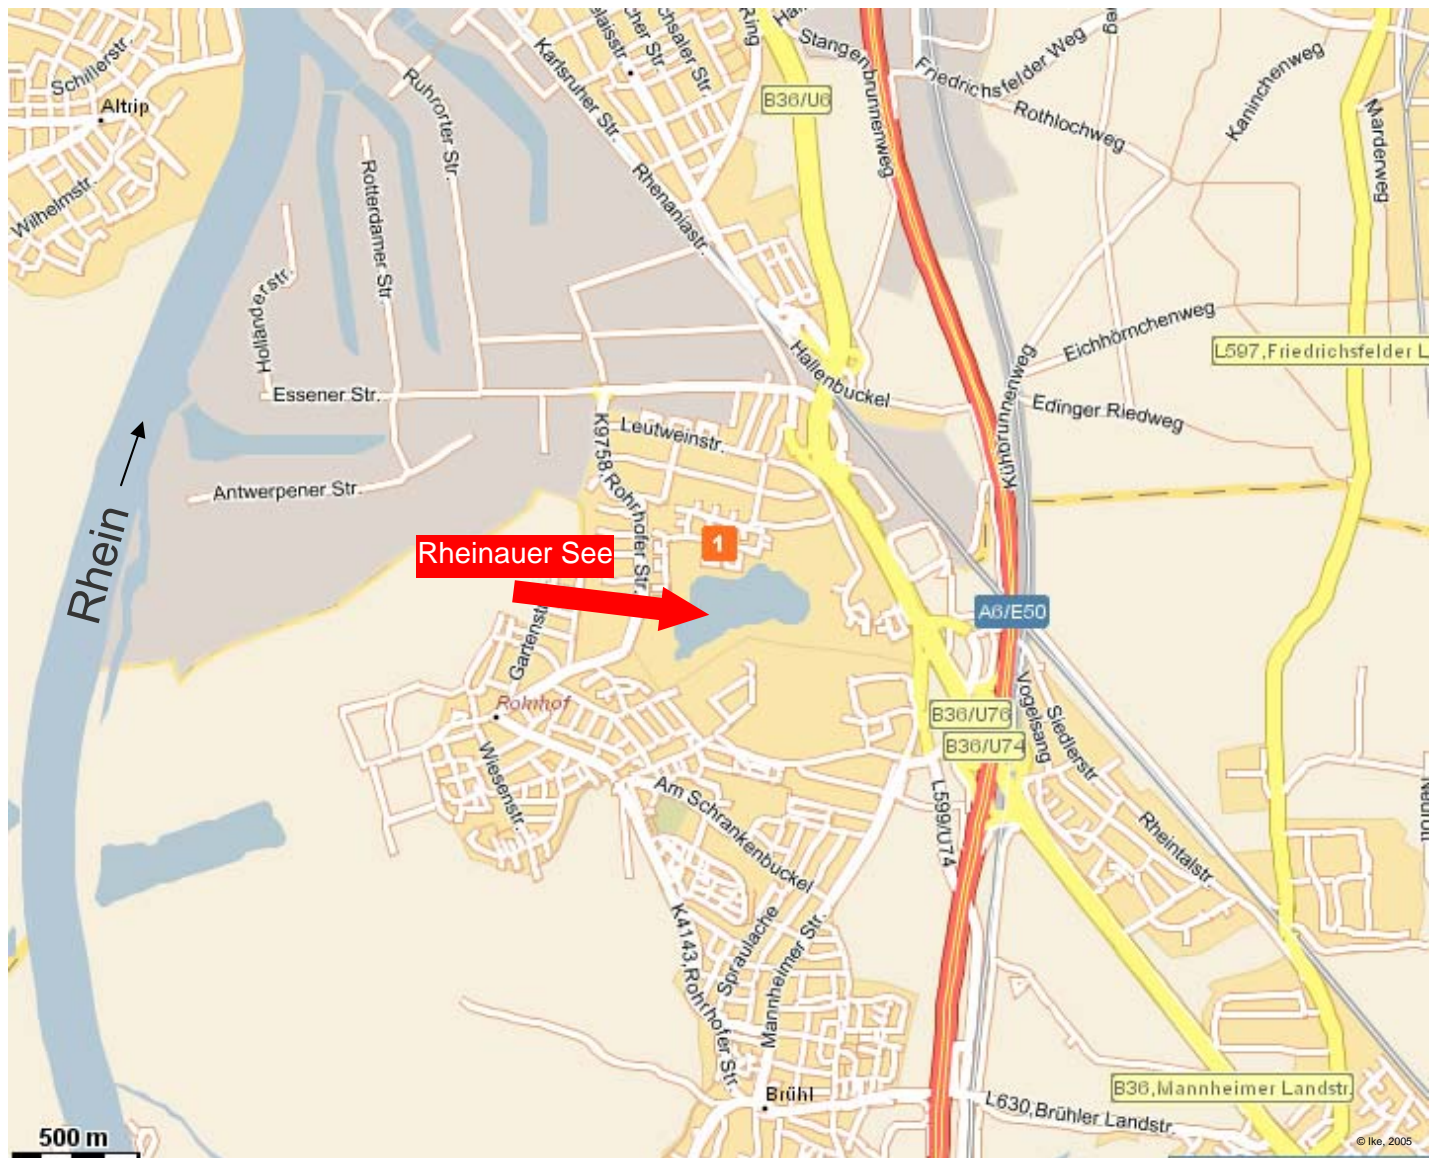 Schillerstr.
Altrip
Wilhelmstr.
Ruhrorter Str.
Rotterdamer Str.
Holländerstr.
Karlsruher Str.
Rhenaniastr.
Ring
B36/U6
Stangenbrunnenweg
Friedrichsfelder Weg
Rothlochweg
Kaninchenweg
Marderweg
Eichhörnchenweg
L597,Friedrichsfelder L
Kühbrunnenweg
Edinger Riedweg
Hallenbuckel
Essener Str.
Leutweinstr.
K9758,Rohrhofer Str.
Antwerpener Str.
Rhein
Rheinauer See
1
Gartenstr
A6/E50
Rohrhof
B36/U76
B36/U74
Vogelsang
Siedlerstr
Wiesenstr.
Am Schrankenbuckel
L599/U74
Rheintalstr.
K4143,Rohrhofer Str.
Spraulache
Mannheimer Str.
Brühl
L630,Brühler Landstr.
B36,Mannheimer Landstr.
500 m
© Ike, 2005